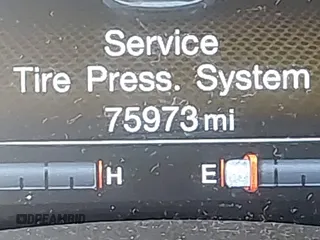 Service
Tire Press. System
75973 mi
H E
DREAMBID